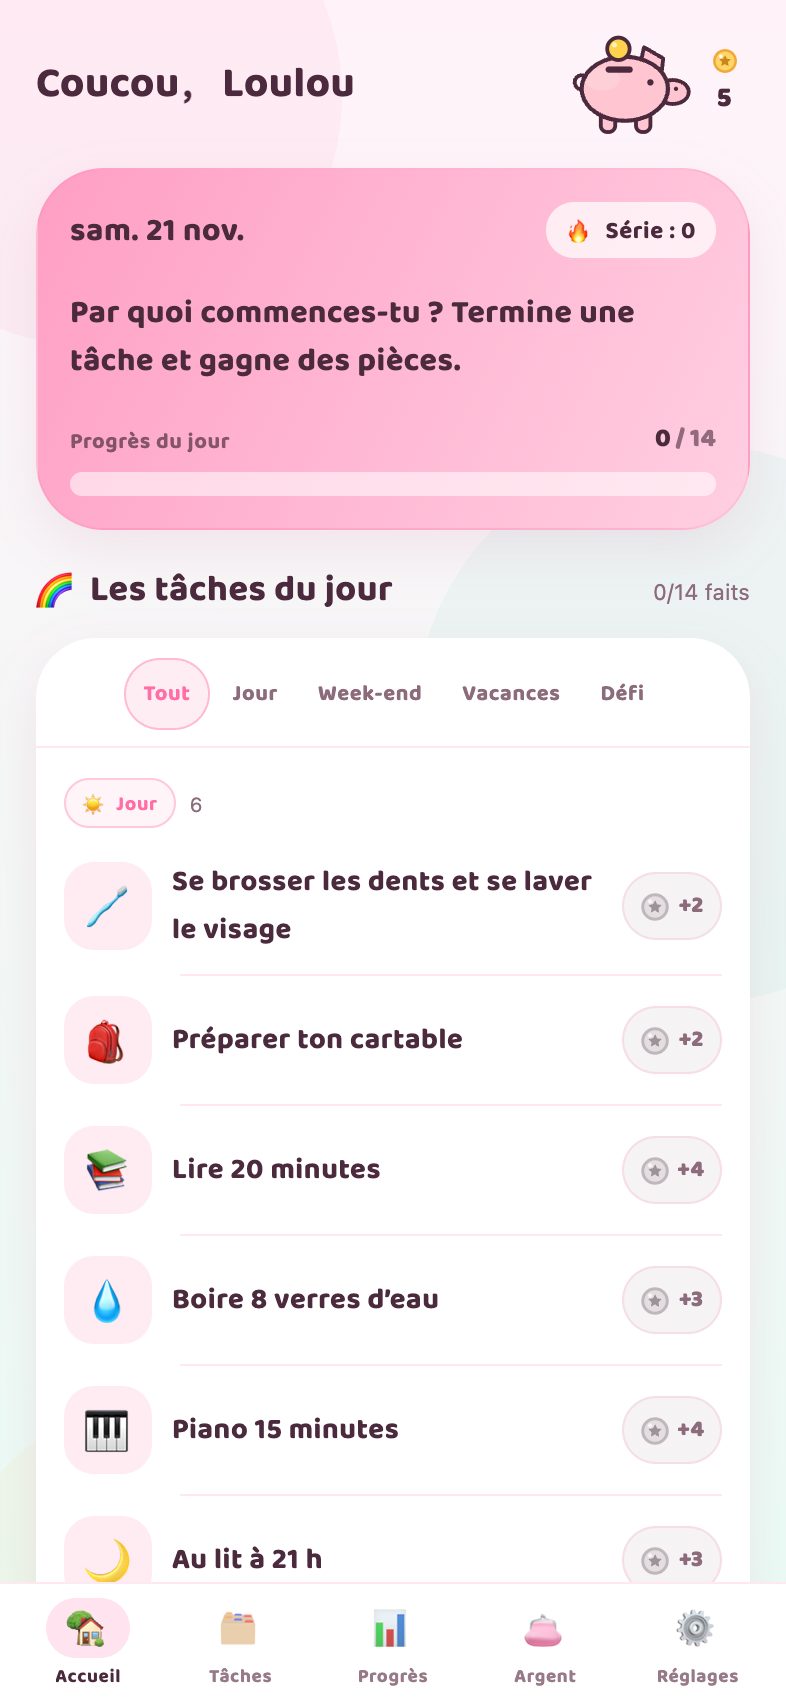 Coucou, Loulou
5
sam. 21 nov.
Série : 0
Par quoi commences-tu ? Termine une
tâche et gagne des pièces.
Progrès du jour
0 / 14
Les tâches du jour
0/14 faits
Tout
Jour
Week-end
Vacances
Défi
Jour
6
Se brosser les dents et se laver
le visage
+2
Préparer ton cartable
+2
Lire 20 minutes
+4
Boire 8 verres d’eau
+3
Piano 15 minutes
+4
Au lit à 21 h
+3
Accueil
Tâches
Progrès
Argent
Réglages